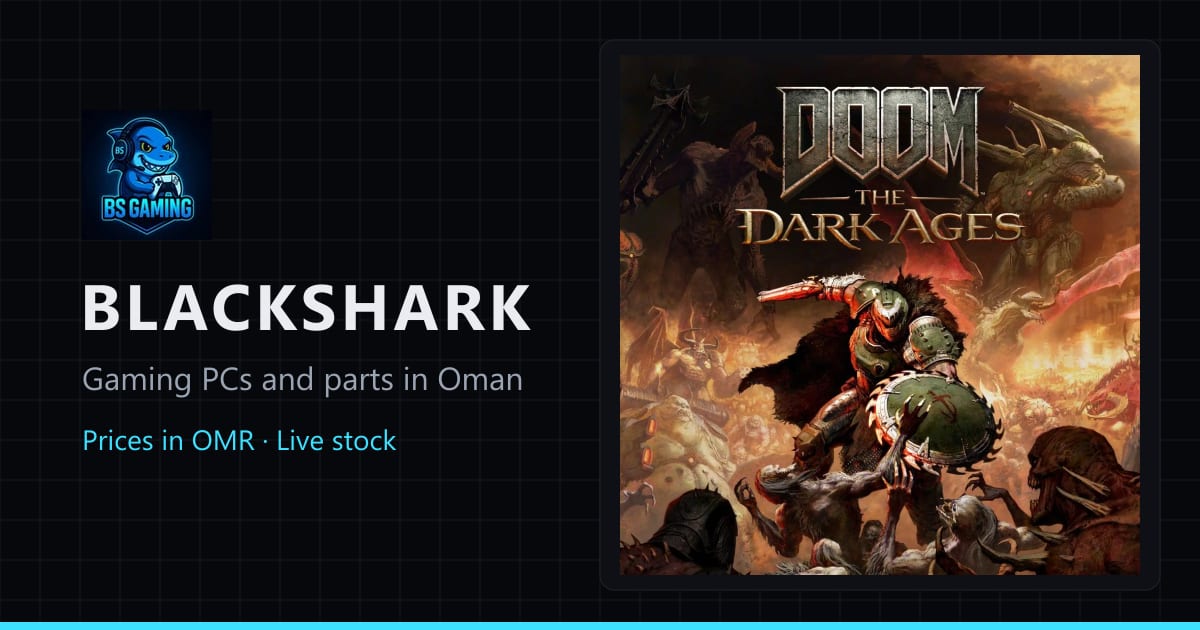 BS
BS GAMING
BLACKSHARK
Gaming PCs and parts in Oman
Prices in OMR · Live stock
DOOM
THE
DARK AGES